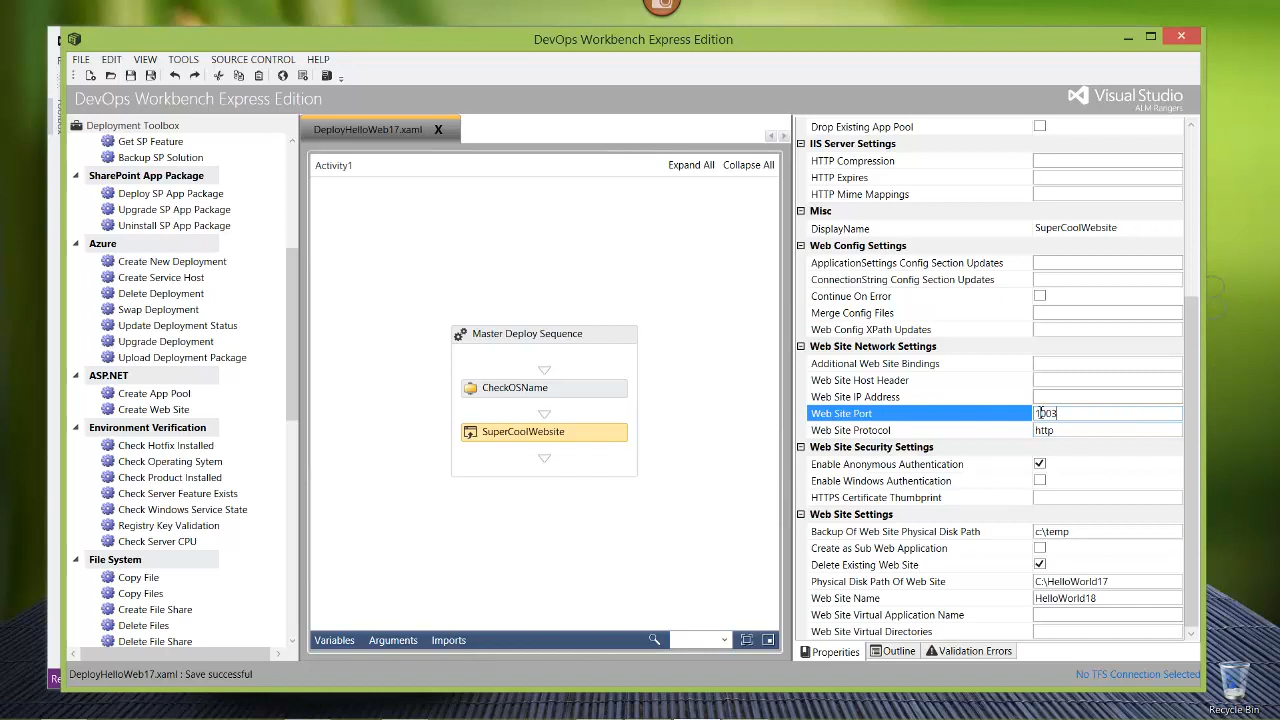 DevOps Workbench Express Edition
FILE EDIT VIEW TOOLS SOURCE CONTROL HELP
DevOps Workbench Express Edition
Visual Studio
ALM Rangers
Deployment Toolbox
Get SP Feature
Backup SP Solution
SharePoint App Package
Deploy SP App Package
Upgrade SP App Package
Uninstall SP App Package
Azure
Create New Deployment
Create Service Host
Delete Deployment
Swap Deployment
Update Deployment Status
Upgrade Deployment
Upload Deployment Package
ASP.NET
Create App Pool
Create Web Site
Environment Verification
Check Hotfix Installed
Check Operating Sytem
Check Product Installed
Check Server Feature Exists
Check Windows Service State
Registry Key Validation
Check Server CPU
File System
Copy File
Copy Files
Create File Share
Delete Files
Delete File Share
DeployHelloWeb17.xaml X
Activity1 Expand All Collapse All
Master Deploy Sequence
CheckOSName
SuperCoolWebsite
Variables Arguments Imports
Drop Existing App Pool
IIS Server Settings
HTTP Compression
HTTP Expires
HTTP Mime Mappings
Misc
DisplayName SuperCoolWebsite
Web Config Settings
ApplicationSettings Config Section Updates
ConnectionString Config Section Updates
Continue On Error
Merge Config Files
Web Config XPath Updates
Web Site Network Settings
Additional Web Site Bindings
Web Site Host Header
Web Site IP Address
Web Site Port
Web Site Protocol http
Web Site Security Settings
Enable Anonymous Authentication
Enable Windows Authentication
HTTPS Certificate Thumbprint
Web Site Settings
Backup Of Web Site Physical Disk Path c:\temp
Create as Sub Web Application
Delete Existing Web Site
Physical Disk Path Of Web Site C:\HelloWorld17
Web Site Name HelloWorld18
Web Site Virtual Application Name
Web Site Virtual Directories
Properties Outline Validation Errors
DeployHelloWeb17.xaml : Save successful
No TFS Connection Selected
Recycle Bin